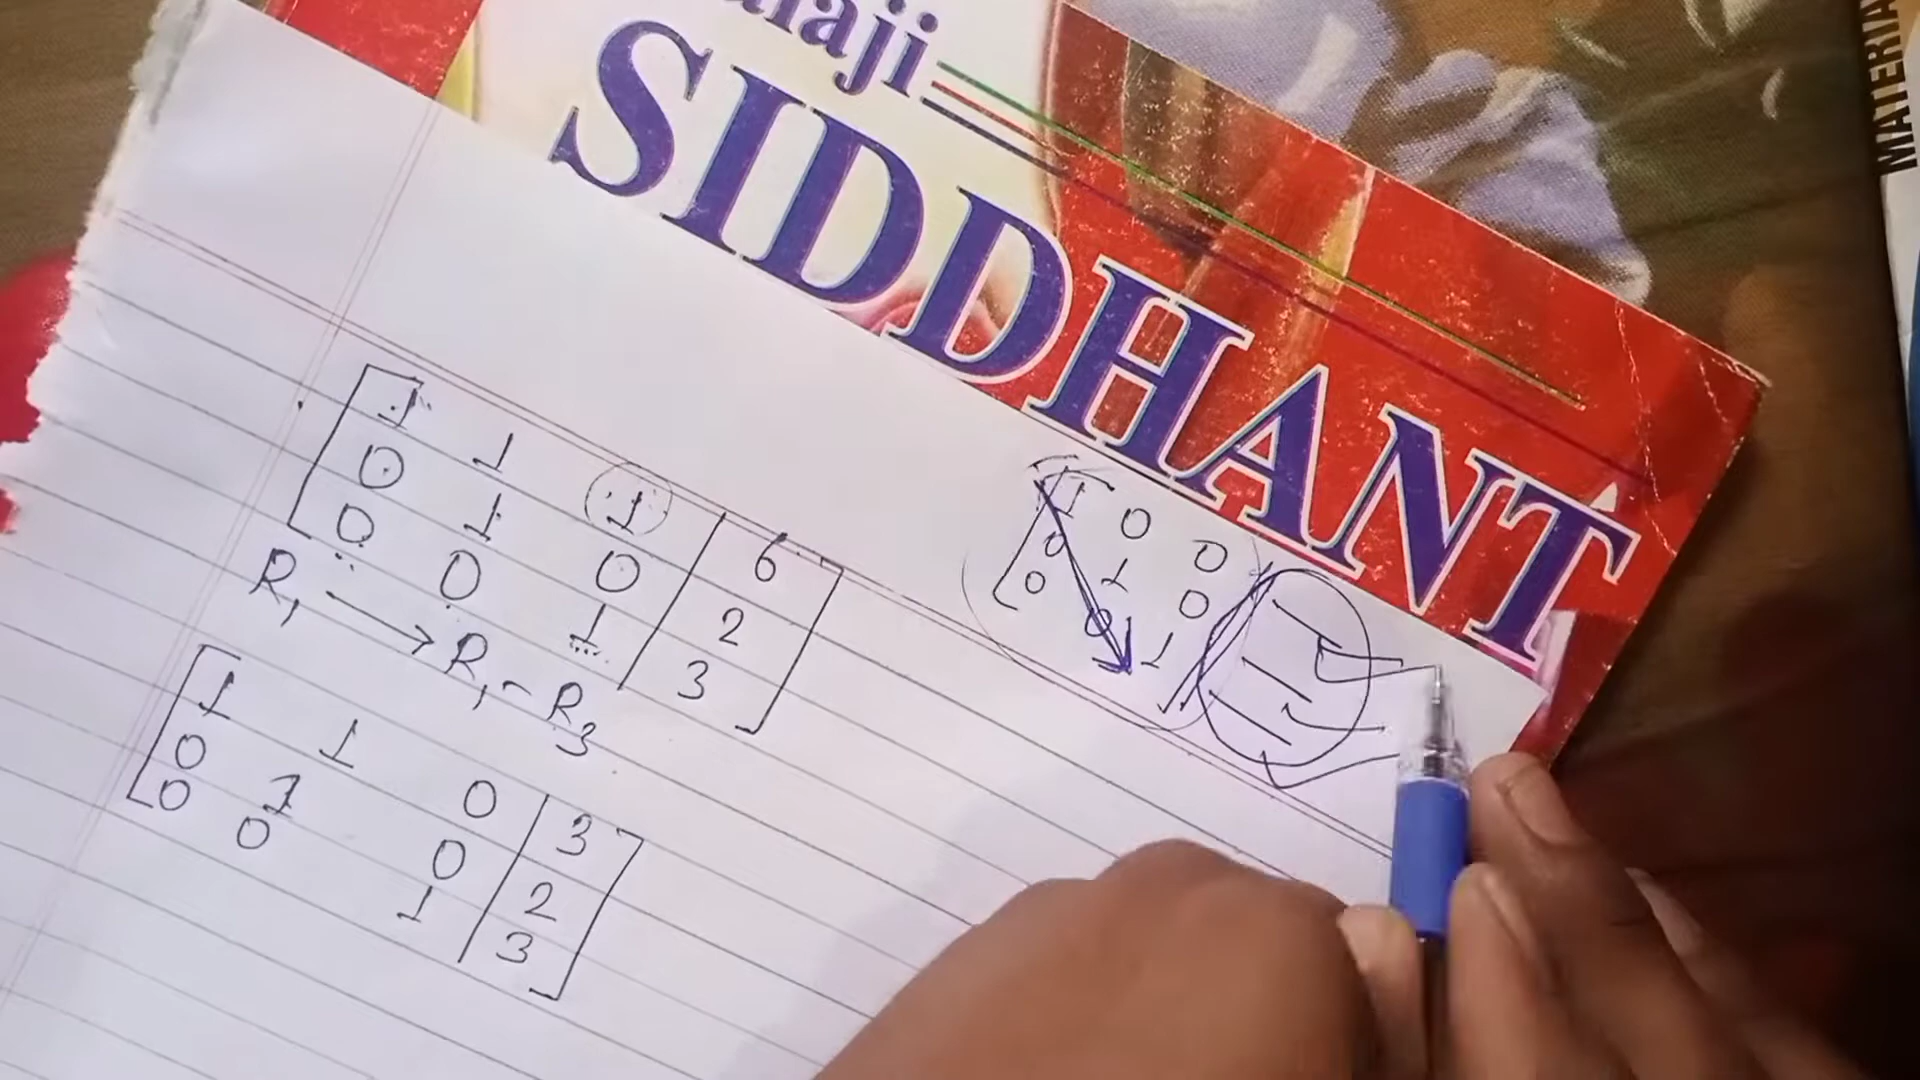 SIDDHANT
MATERIA
1 1 1 | 6
0 1 0 | 2
0 0 1 | 3
R₁ → R₁ - R₃
1 1 0 | 3
0 1 0 | 2
0 0 1 | 3
1 0 0
0 1 0
0 0 1